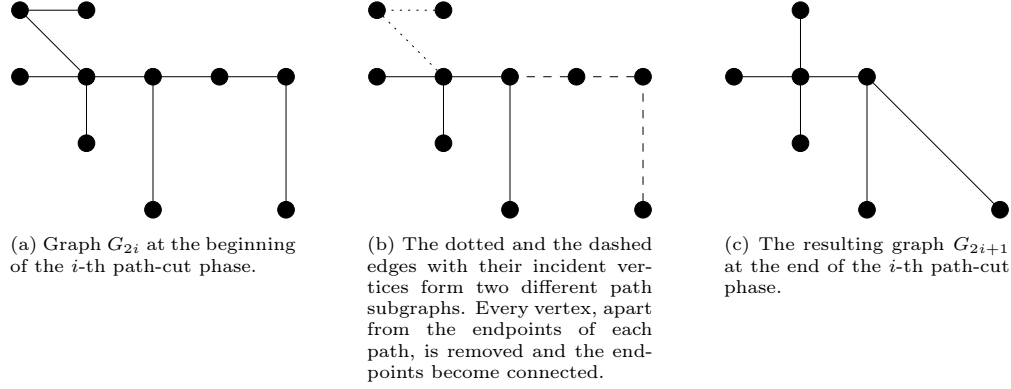 (a) Graph G₂ᵢ at the beginning
of the i-th path-cut phase.
(b) The dotted and the dashed
edges with their incident ver-
tices form two different path
subgraphs. Every vertex, apart
from the endpoints of each
path, is removed and the end-
points become connected.
(c) The resulting graph G₂ᵢ₊₁
at the end of the i-th path-cut
phase.